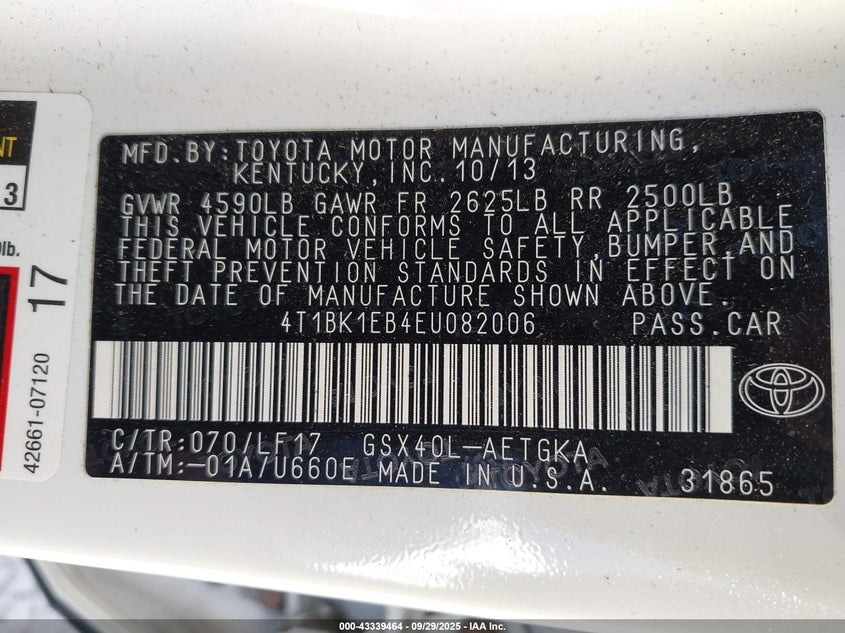 NT
3
lb.
17
42661-07120
MFD.BY:TOYOTA MOTOR MANUFACTURING,
KENTUCKY,INC.10/13
GVWR 4590LB GAWR FR 2625LB RR 2500LB
THIS VEHICLE CONFORMS TO ALL APPLICABLE
FEDERAL MOTOR VEHICLE SAFETY,BUMPER AND
THEFT PREVENTION STANDARDS IN EFFECT ON
THE DATE OF MANUFACTURE SHOWN ABOVE.
4T1BK1EB4EU082006 PASS.CAR
C/TR:070/LF17 GSX40L-AETGKA
A/TM:-01A/U660E MADE IN U.S.A. 31865
000-43339464 | 09/29/2025 - IAA Inc.